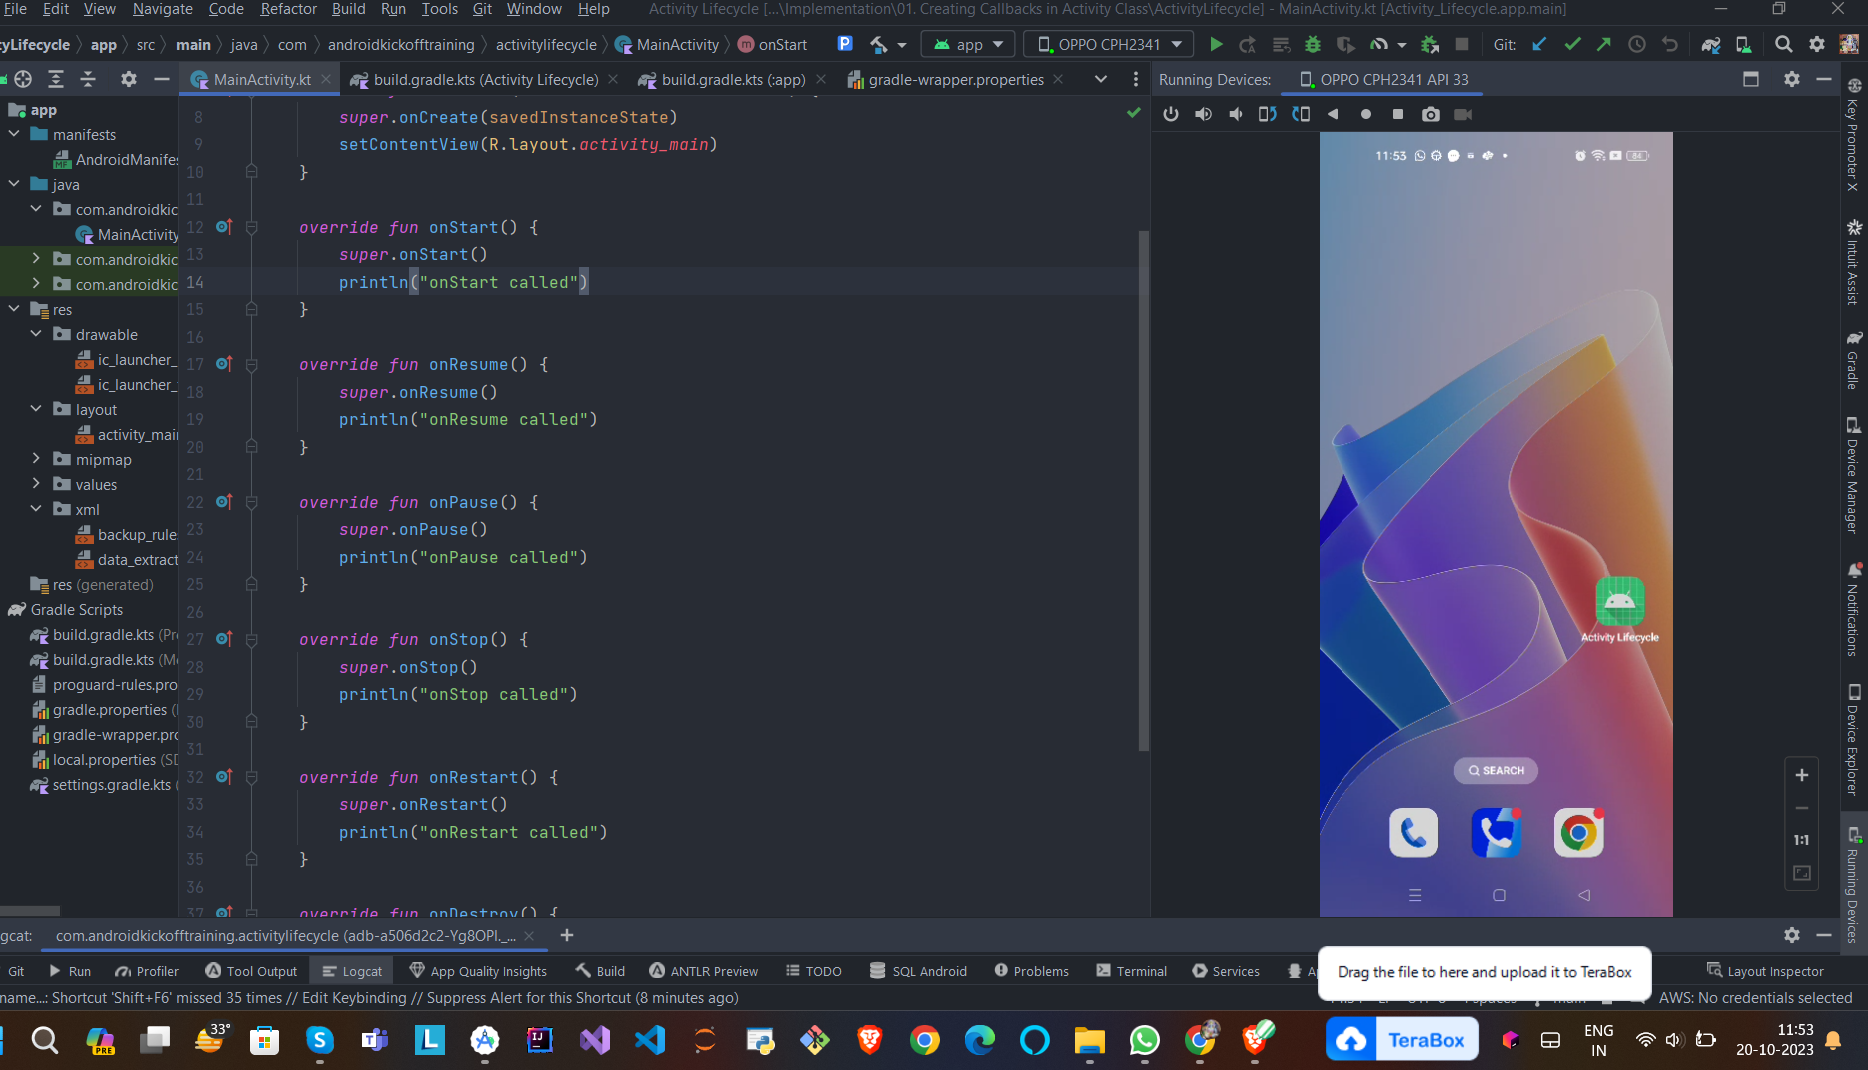 File Edit View Navigate Code Refactor Build Run Tools Git Window Help Activity Lifecycle [...\Implementation\01. Creating Callbacks in Activity Class\ActivityLifecycle] - MainActivity.kt [Activity_Lifecycle.app.main]
tyLifecycle app src main java com androidkickofftraining activitylifecycle MainActivity onStart app OPPO CPH2341 Git:
MainActivity.kt build.gradle.kts (Activity Lifecycle) build.gradle.kts (:app) gradle-wrapper.properties Running Devices: OPPO CPH2341 API 33
app
manifests
AndroidManifes
java
com.androidkic
MainActivity
com.androidkic
com.androidkic
res
drawable
ic_launcher_
ic_launcher_
layout
activity_mai
mipmap
values
xml
backup_rule
data_extract
res (generated)
Gradle Scripts
build.gradle.kts (Pr
build.gradle.kts (M
proguard-rules.pro
gradle.properties (
gradle-wrapper.pr
local.properties (SD
settings.gradle.kts (
8 super.onCreate(savedInstanceState)
9 setContentView(R.layout.activity_main)
10 }
11
12 override fun onStart() {
13 super.onStart()
14 println("onStart called")
15 }
16
17 override fun onResume() {
18 super.onResume()
19 println("onResume called")
20 }
21
22 override fun onPause() {
23 super.onPause()
24 println("onPause called")
25 }
26
27 override fun onStop() {
28 super.onStop()
29 println("onStop called")
30 }
31
32 override fun onRestart() {
33 super.onRestart()
34 println("onRestart called")
35 }
36
37 override fun onDestroy() {
11:53 84
Activity Lifecycle
SEARCH
1:1
Key Promoter X
Intuit Assist
Gradle
Device Manager
Notifications
Device Explorer
Running Devices
gcat: com.androidkickofftraining.activitylifecycle (adb-a506d2c2-Yg8OPI._...
Git Run Profiler Tool Output Logcat App Quality Insights Build ANTLR Preview TODO SQL Android Problems Terminal Services Layout Inspector
Drag the file to here and upload it to TeraBox
name...: Shortcut 'Shift+F6' missed 35 times // Edit Keybinding // Suppress Alert for this Shortcut (8 minutes ago) AWS: No credentials selected
33°
PRE
TeraBox
ENG
IN
11:53
20-10-2023